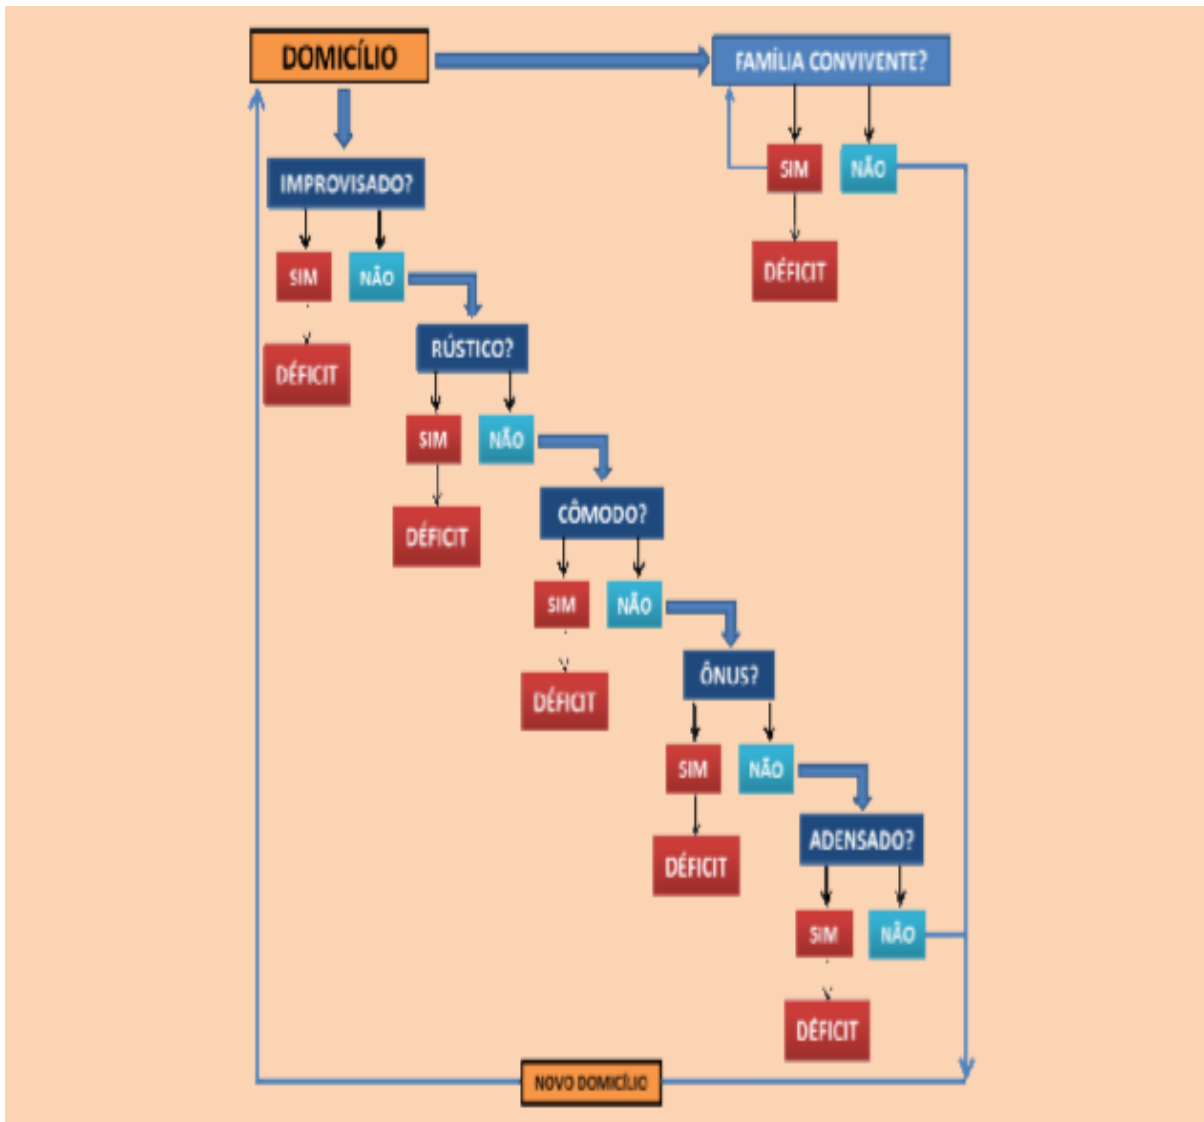 DOMICÍLIO
FAMÍLIA CONVIVENTE?
SIM
NÃO
DÉFICIT
IMPROVISADO?
SIM
NÃO
DÉFICIT
RÚSTICO?
SIM
NÃO
DÉFICIT
CÔMODO?
SIM
NÃO
DÉFICIT
ÔNUS?
SIM
NÃO
DÉFICIT
ADENSADO?
SIM
NÃO
DÉFICIT
NOVO DOMICÍLIO